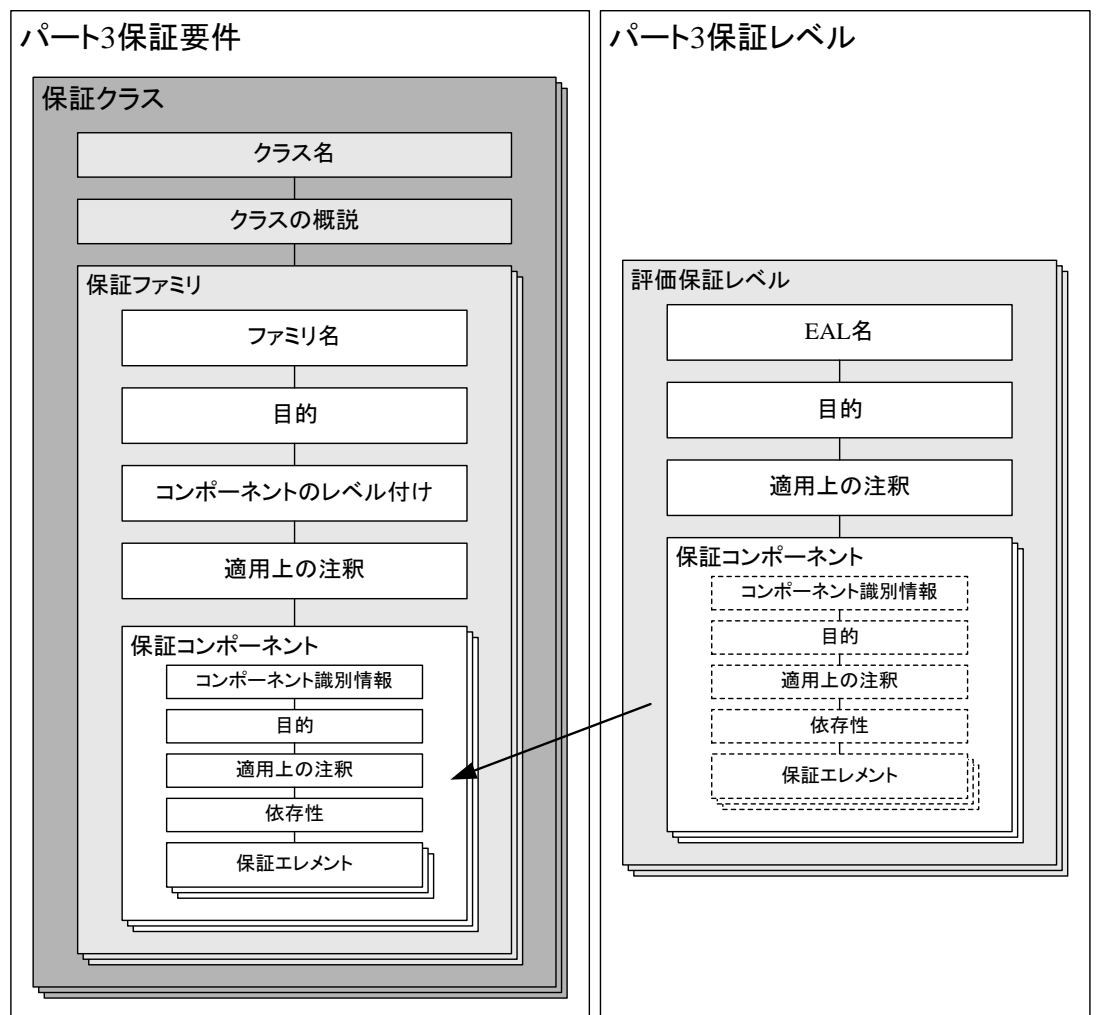 パート3保証要件
保証クラス
クラス名
クラスの概説
保証ファミリ
ファミリ名
目的
コンポーネントのレベル付け
適用上の注釈
保証コンポーネント
コンポーネント識別情報
目的
適用上の注釈
依存性
保証エレメント
パート3保証レベル
評価保証レベル
EAL名
目的
適用上の注釈
保証コンポーネント
コンポーネント識別情報
目的
適用上の注釈
依存性
保証エレメント